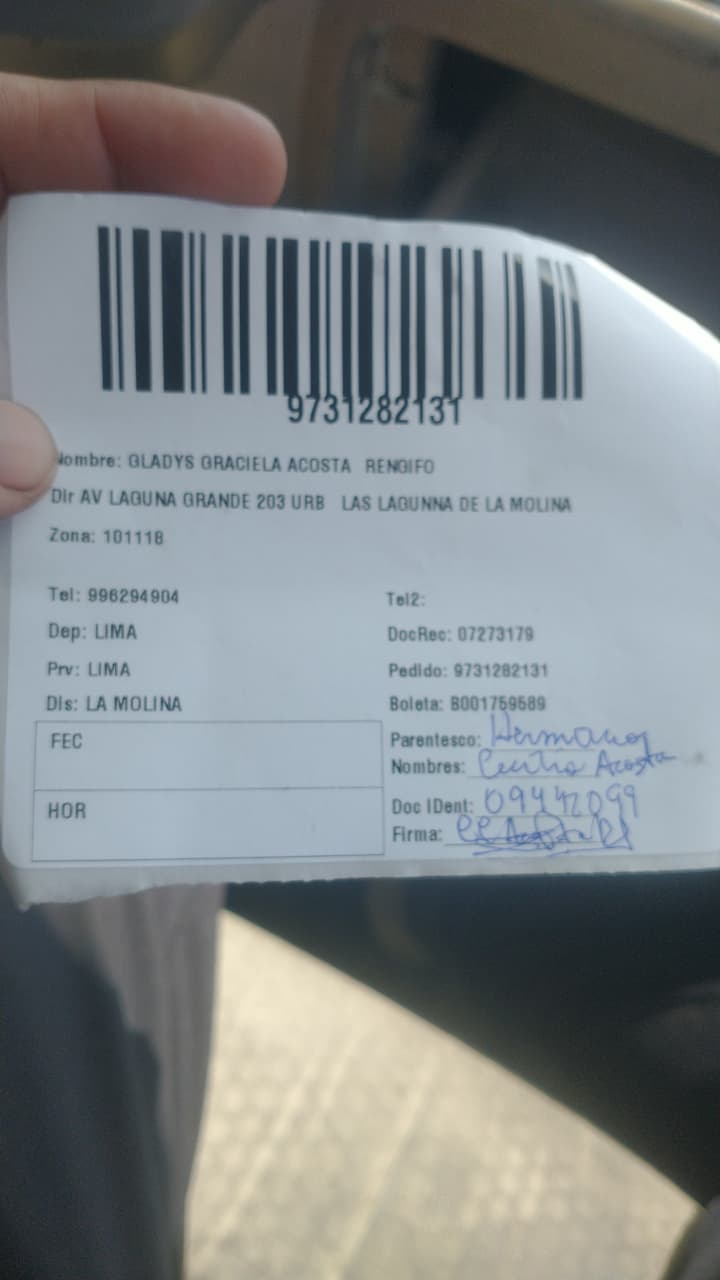 9731282131
Nombre: GLADYS GRACIELA ACOSTA RENGIFO
Dir AV LAGUNA GRANDE 203 URB LAS LAGUNNA DE LA MOLINA
Zona: 101118
Tel: 996294904 Tel2:
Dep: LIMA DocRec: 07273179
Prv: LIMA Pedido: 9731282131
Dis: LA MOLINA Boleta: B001759589
FEC Parentesco: Hermanos
Nombres: Acosta
HOR Doc IDent: 09442099
Firma: